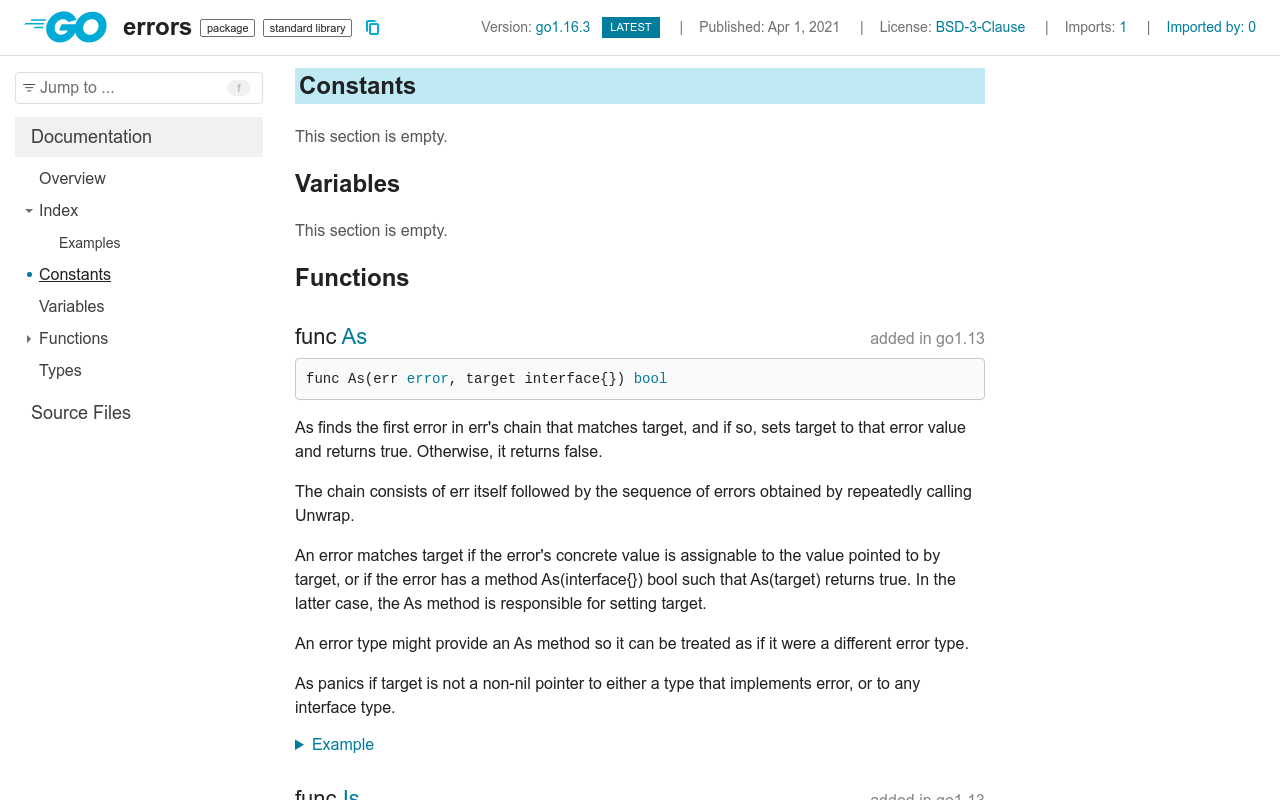 GO errors package standard library Version: go1.16.3 LATEST | Published: Apr 1, 2021 | License: BSD-3-Clause | Imports: 1 | Imported by: 0
Jump to ... f
Documentation
Overview
Index
Examples
Constants
Variables
Functions
Types
Source Files
Constants
This section is empty.
Variables
This section is empty.
Functions
func As added in go1.13
func As(err error, target interface{}) bool
As finds the first error in err's chain that matches target, and if so, sets target to that error value
and returns true. Otherwise, it returns false.
The chain consists of err itself followed by the sequence of errors obtained by repeatedly calling
Unwrap.
An error matches target if the error's concrete value is assignable to the value pointed to by
target, or if the error has a method As(interface{}) bool such that As(target) returns true. In the
latter case, the As method is responsible for setting target.
An error type might provide an As method so it can be treated as if it were a different error type.
As panics if target is not a non-nil pointer to either a type that implements error, or to any
interface type.
Example
func Is added in go1.13